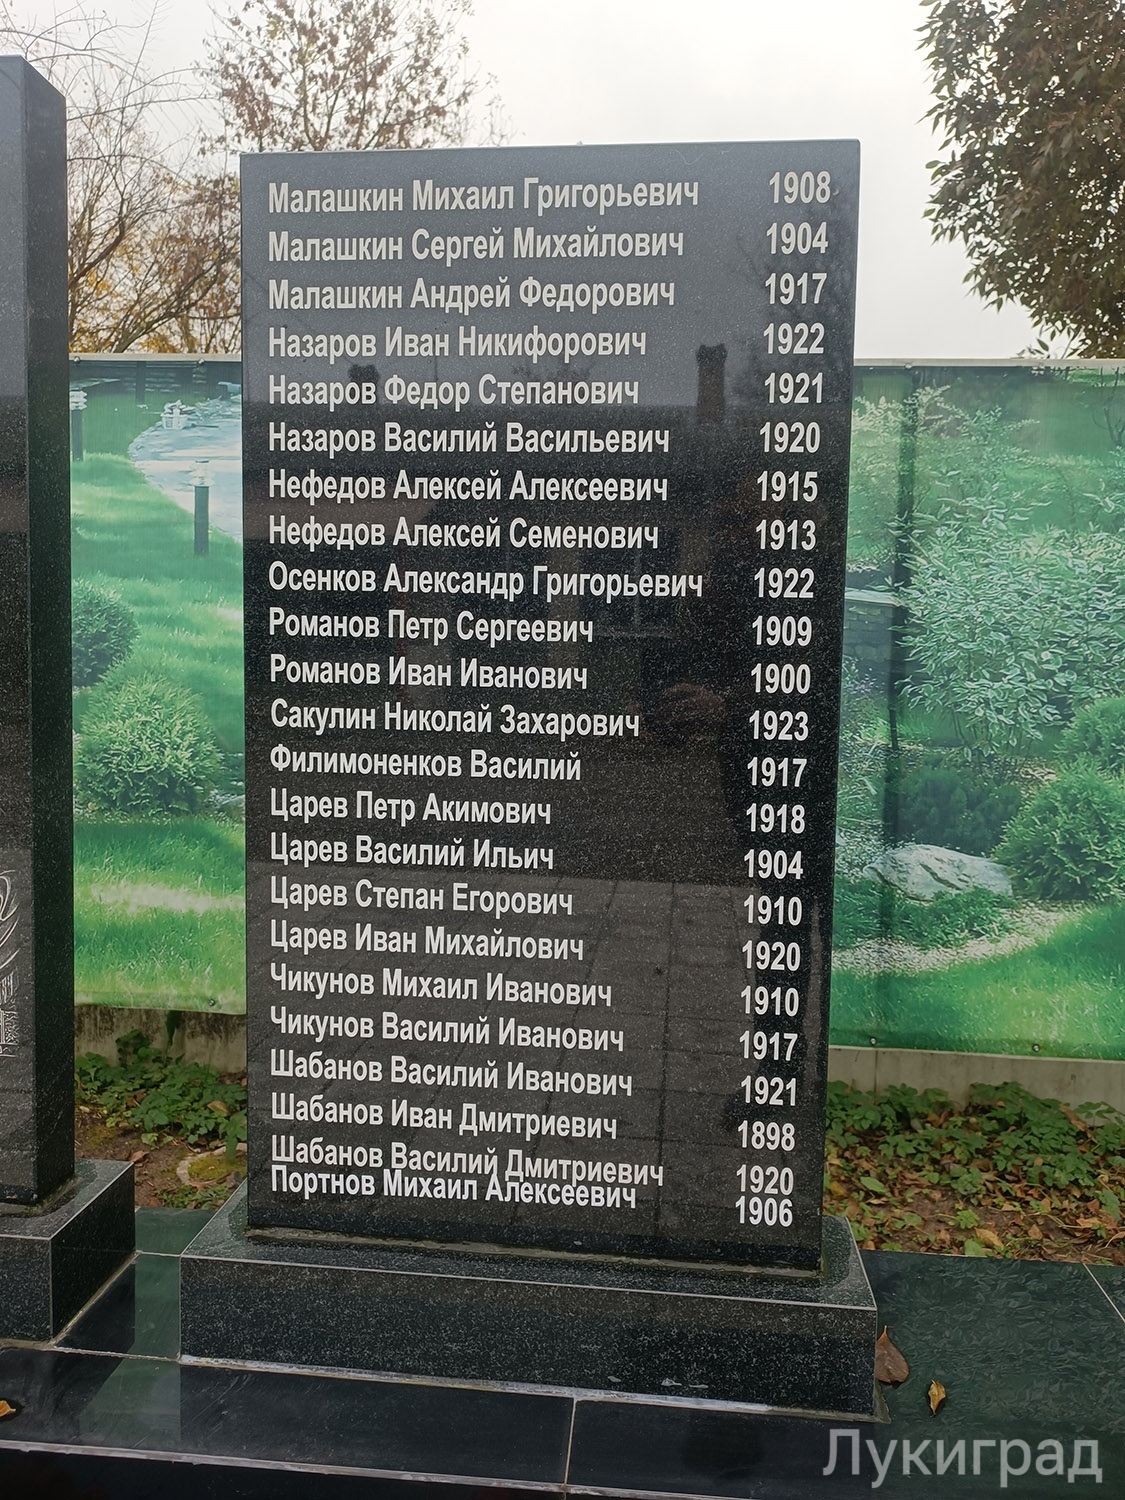 Малашкин Михаил Григорьевич 1908
Малашкин Сергей Михайлович 1904
Малашкин Андрей Федорович 1917
Назаров Иван Никифорович 1922
Назаров Федор Степанович 1921
Назаров Василий Васильевич 1920
Нефедов Алексей Алексеевич 1915
Нефедов Алексей Семенович 1913
Осенков Александр Григорьевич 1922
Романов Петр Сергеевич 1909
Романов Иван Иванович 1900
Сакулин Николай Захарович 1923
Филимоненков Василий 1917
Царев Петр Акимович 1918
Царев Василий Ильич 1904
Царев Степан Егорович 1910
Царев Иван Михайлович 1920
Чикунов Михаил Иванович 1910
Чикунов Василий Иванович 1917
Шабанов Василий Иванович 1921
Шабанов Иван Дмитриевич 1898
Шабанов Василий Дмитриевич 1920
Портнов Михаил Алексеевич 1906
Лукиград